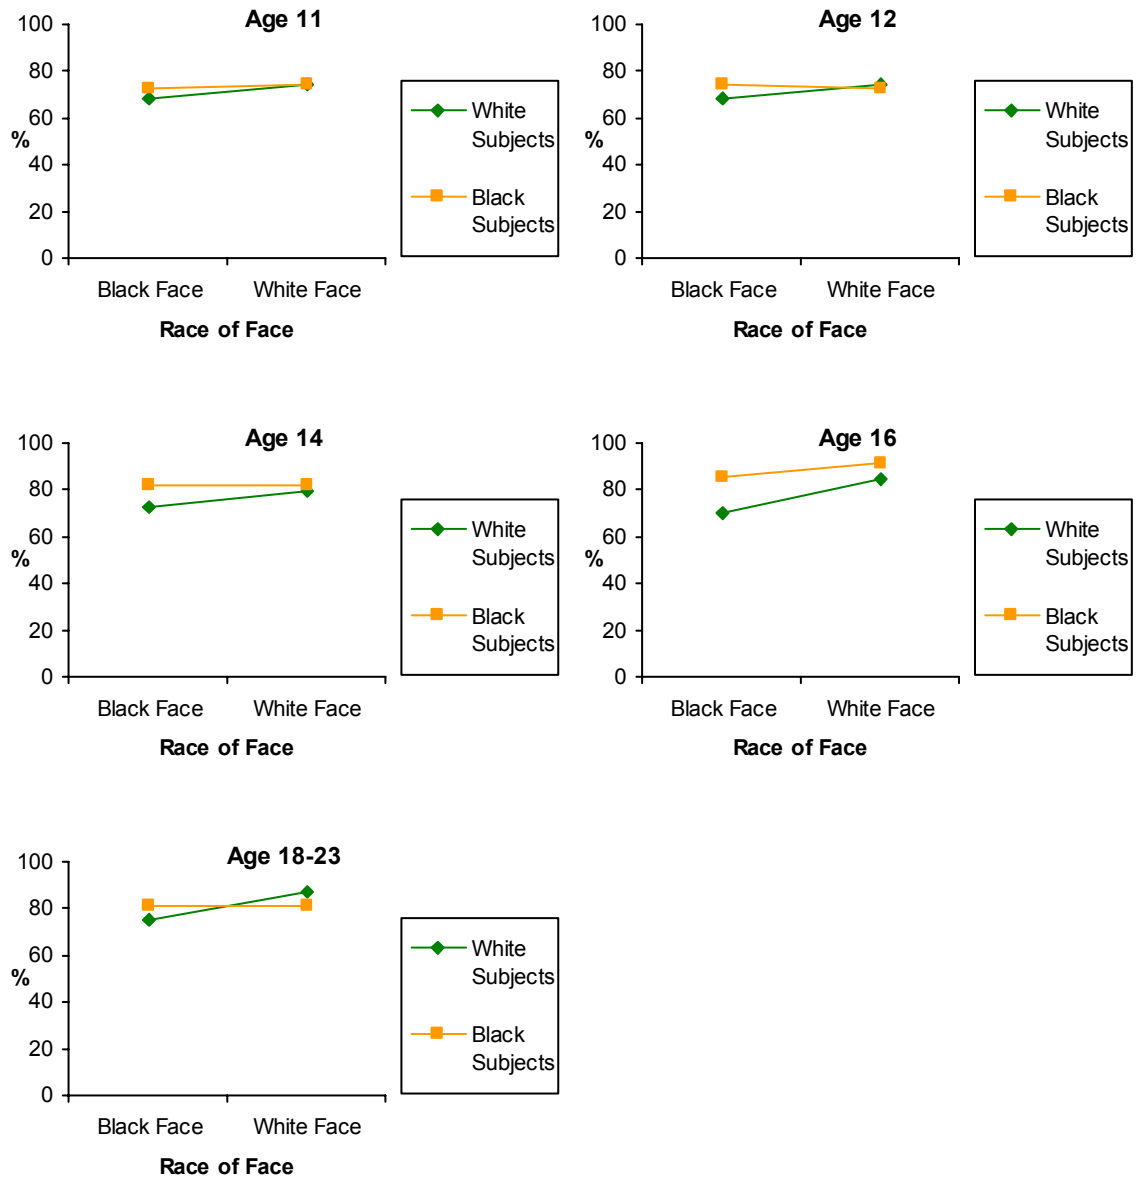 Age 11
100
80
60
40
20
0
%
Black Face
White Face
Race of Face
White
Subjects
Black
Subjects
Age 12
100
80
60
40
20
0
%
Black Face
White Face
Race of Face
White
Subjects
Black
Subjects
Age 14
100
80
60
40
20
0
%
Black Face
White Face
Race of Face
White
Subjects
Black
Subjects
Age 16
100
80
60
40
20
0
%
Black Face
White Face
Race of Face
White
Subjects
Black
Subjects
Age 18-23
100
80
60
40
20
0
%
Black Face
White Face
Race of Face
White
Subjects
Black
Subjects